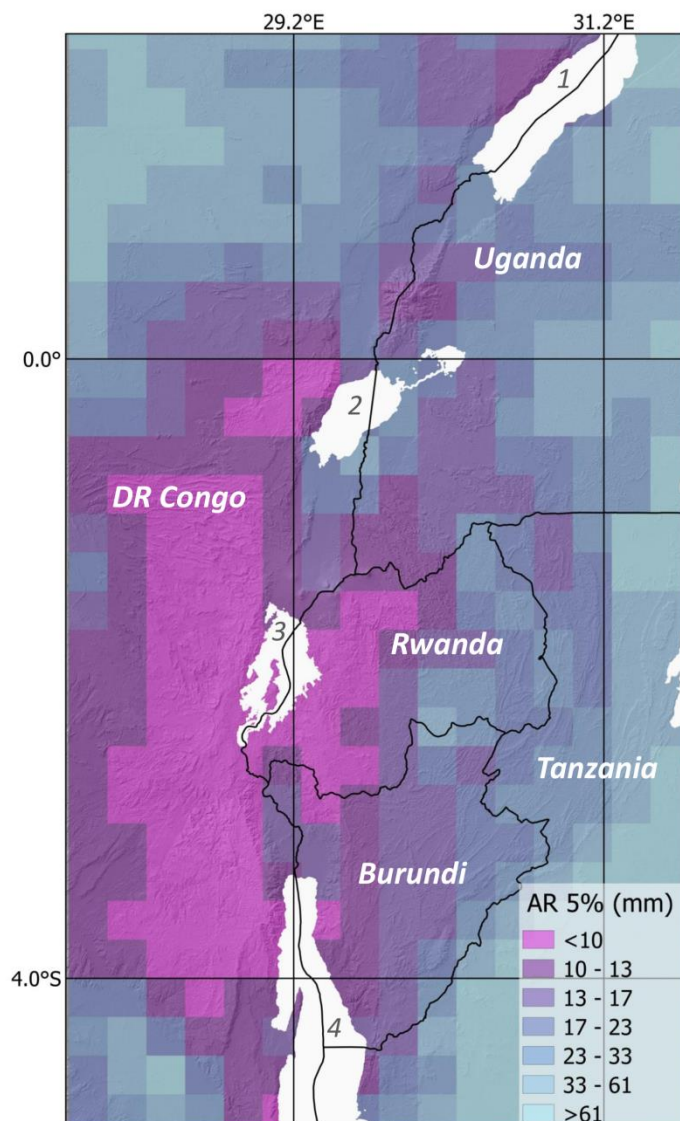 29.2°E 31.2°E
1
Uganda
0.0°
2
DR Congo
3
Rwanda
Tanzania
Burundi
AR 5% (mm)
<10
10 - 13
13 - 17
17 - 23
23 - 33
33 - 61
>61
4.0°S
4